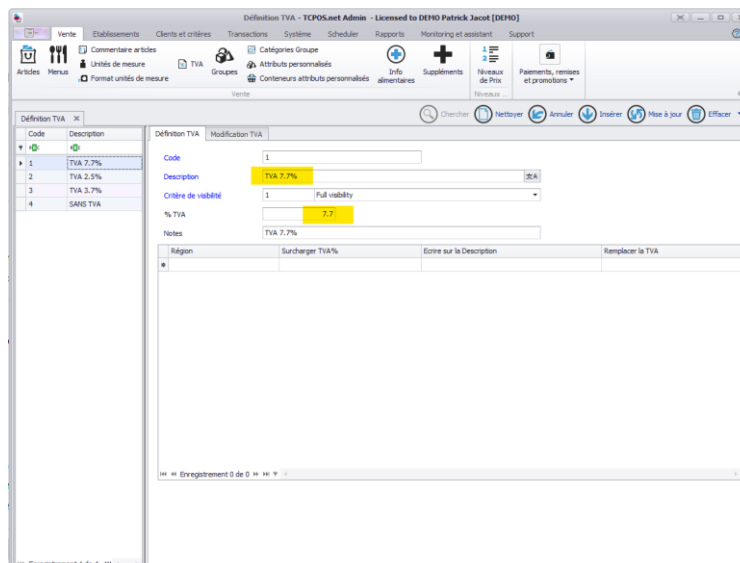 Définition TVA - TCPOS.net Admin - Licensed to DEMO Patrick Jacot [DEMO]
Vente Etablissements Clients et critères Transactions Système Scheduler Rapports Monitoring et assistant Support
Articles
Menus
Commentaire articles
Unités de mesure
Format unités de mesure
TVA
Groupes
Catégories Groupe
Attributs personnalisés
Conteneurs attributs personnalisés
Info alimentaires
Suppléments
Niveaux de Prix
Paiements, remises et promotions
Vente
Niveaux ...
Définition TVA
Chercher Nettoyer Annuler Insérer Mise à jour Effacer
Code Description
1 TVA 7.7%
2 TVA 2.5%
3 TVA 3.7%
4 SANS TVA
Définition TVA Modification TVA
Code 1
Description TVA 7.7%
Critère de visibilité 1 Full visibility
% TVA 7.7
Notes TVA 7.7%
Région Surcharger TVA% Ecrire sur la Description Remplacer la TVA
Enregistrement 0 de 0